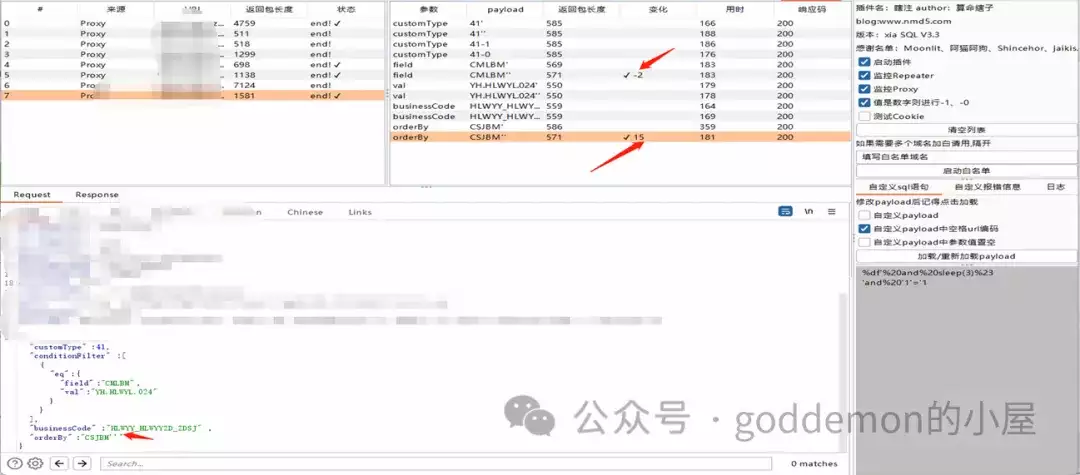 # 来源 URL 返回包长度 状态
0 Proxy 4759 end! ✓
1 Proxy 511 end!
2 Proxy 518 end!
3 Proxy 1299 end!
4 Proxy 698 end! ✓
5 Proxy 1138 end! ✓
6 Proxy 7124 end!
7 1581 end! ✓
参数 payload 返回包长度 变化 用时 响应码
customType 41' 585 166 200
customType 41'' 585 188 200
customType 41-1 585 186 200
customType 41-0 585 176 200
field CMLBM' 569 183 200
field CMLBM'' 571 ✓ -2 183 200
val YH.HLWYL.024' 550 179 200
val YH.HLWYL.024'' 550 178 200
businessCode HLWYY_HLWY... 559 164 200
businessCode HLWYY_HLWY... 559 169 200
orderBy CSJBM' 586 359 200
orderBy CSJBM'' 571 ✓ 15 181 200
插件名：瞎注 author：算命瞎子
blog:www.nmd5.com
版本：xia SQL V3.3
感谢名单：Moonlit、阿猫阿狗、Shincehor、Jaikis
启动插件
监控Repeater
监控Proxy
值是数字则进行-1、-0
测试Cookie
清空列表
如果需要多个域名加白请用,隔开
填写白名单域名
启动白名单
自定义sql语句 自定义报错信息 日志
修改payload后记得点击加载
自定义payload
自定义payload中空格url编码
自定义payload中参数值置空
加载/重新加载payload
%df'%20and%20sleep(3)%23
'and%20'1'='1
Request Response
Chinese Links
\n
18
"customType" :41,
"conditionFilter" :[
{
"eq":{
"field" :"CMLBM",
"val" :"YH.HLWYL.024"
}
}
],
"businessCode" :"HLWYY_HLWYY2D_2DSJ" ,
"orderBy" :"CSJBM''"
}
Search...
0 matches
公众号 · goddemon的小屋